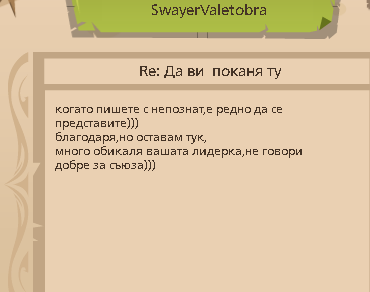 SwayerValetobra
Re: Да ви поканя ту
когато пишете с непознат,е редно да се
представите)))
благодаря,но оставам тук,
много обикаля вашата лидерка,не говори
добре за съюза)))